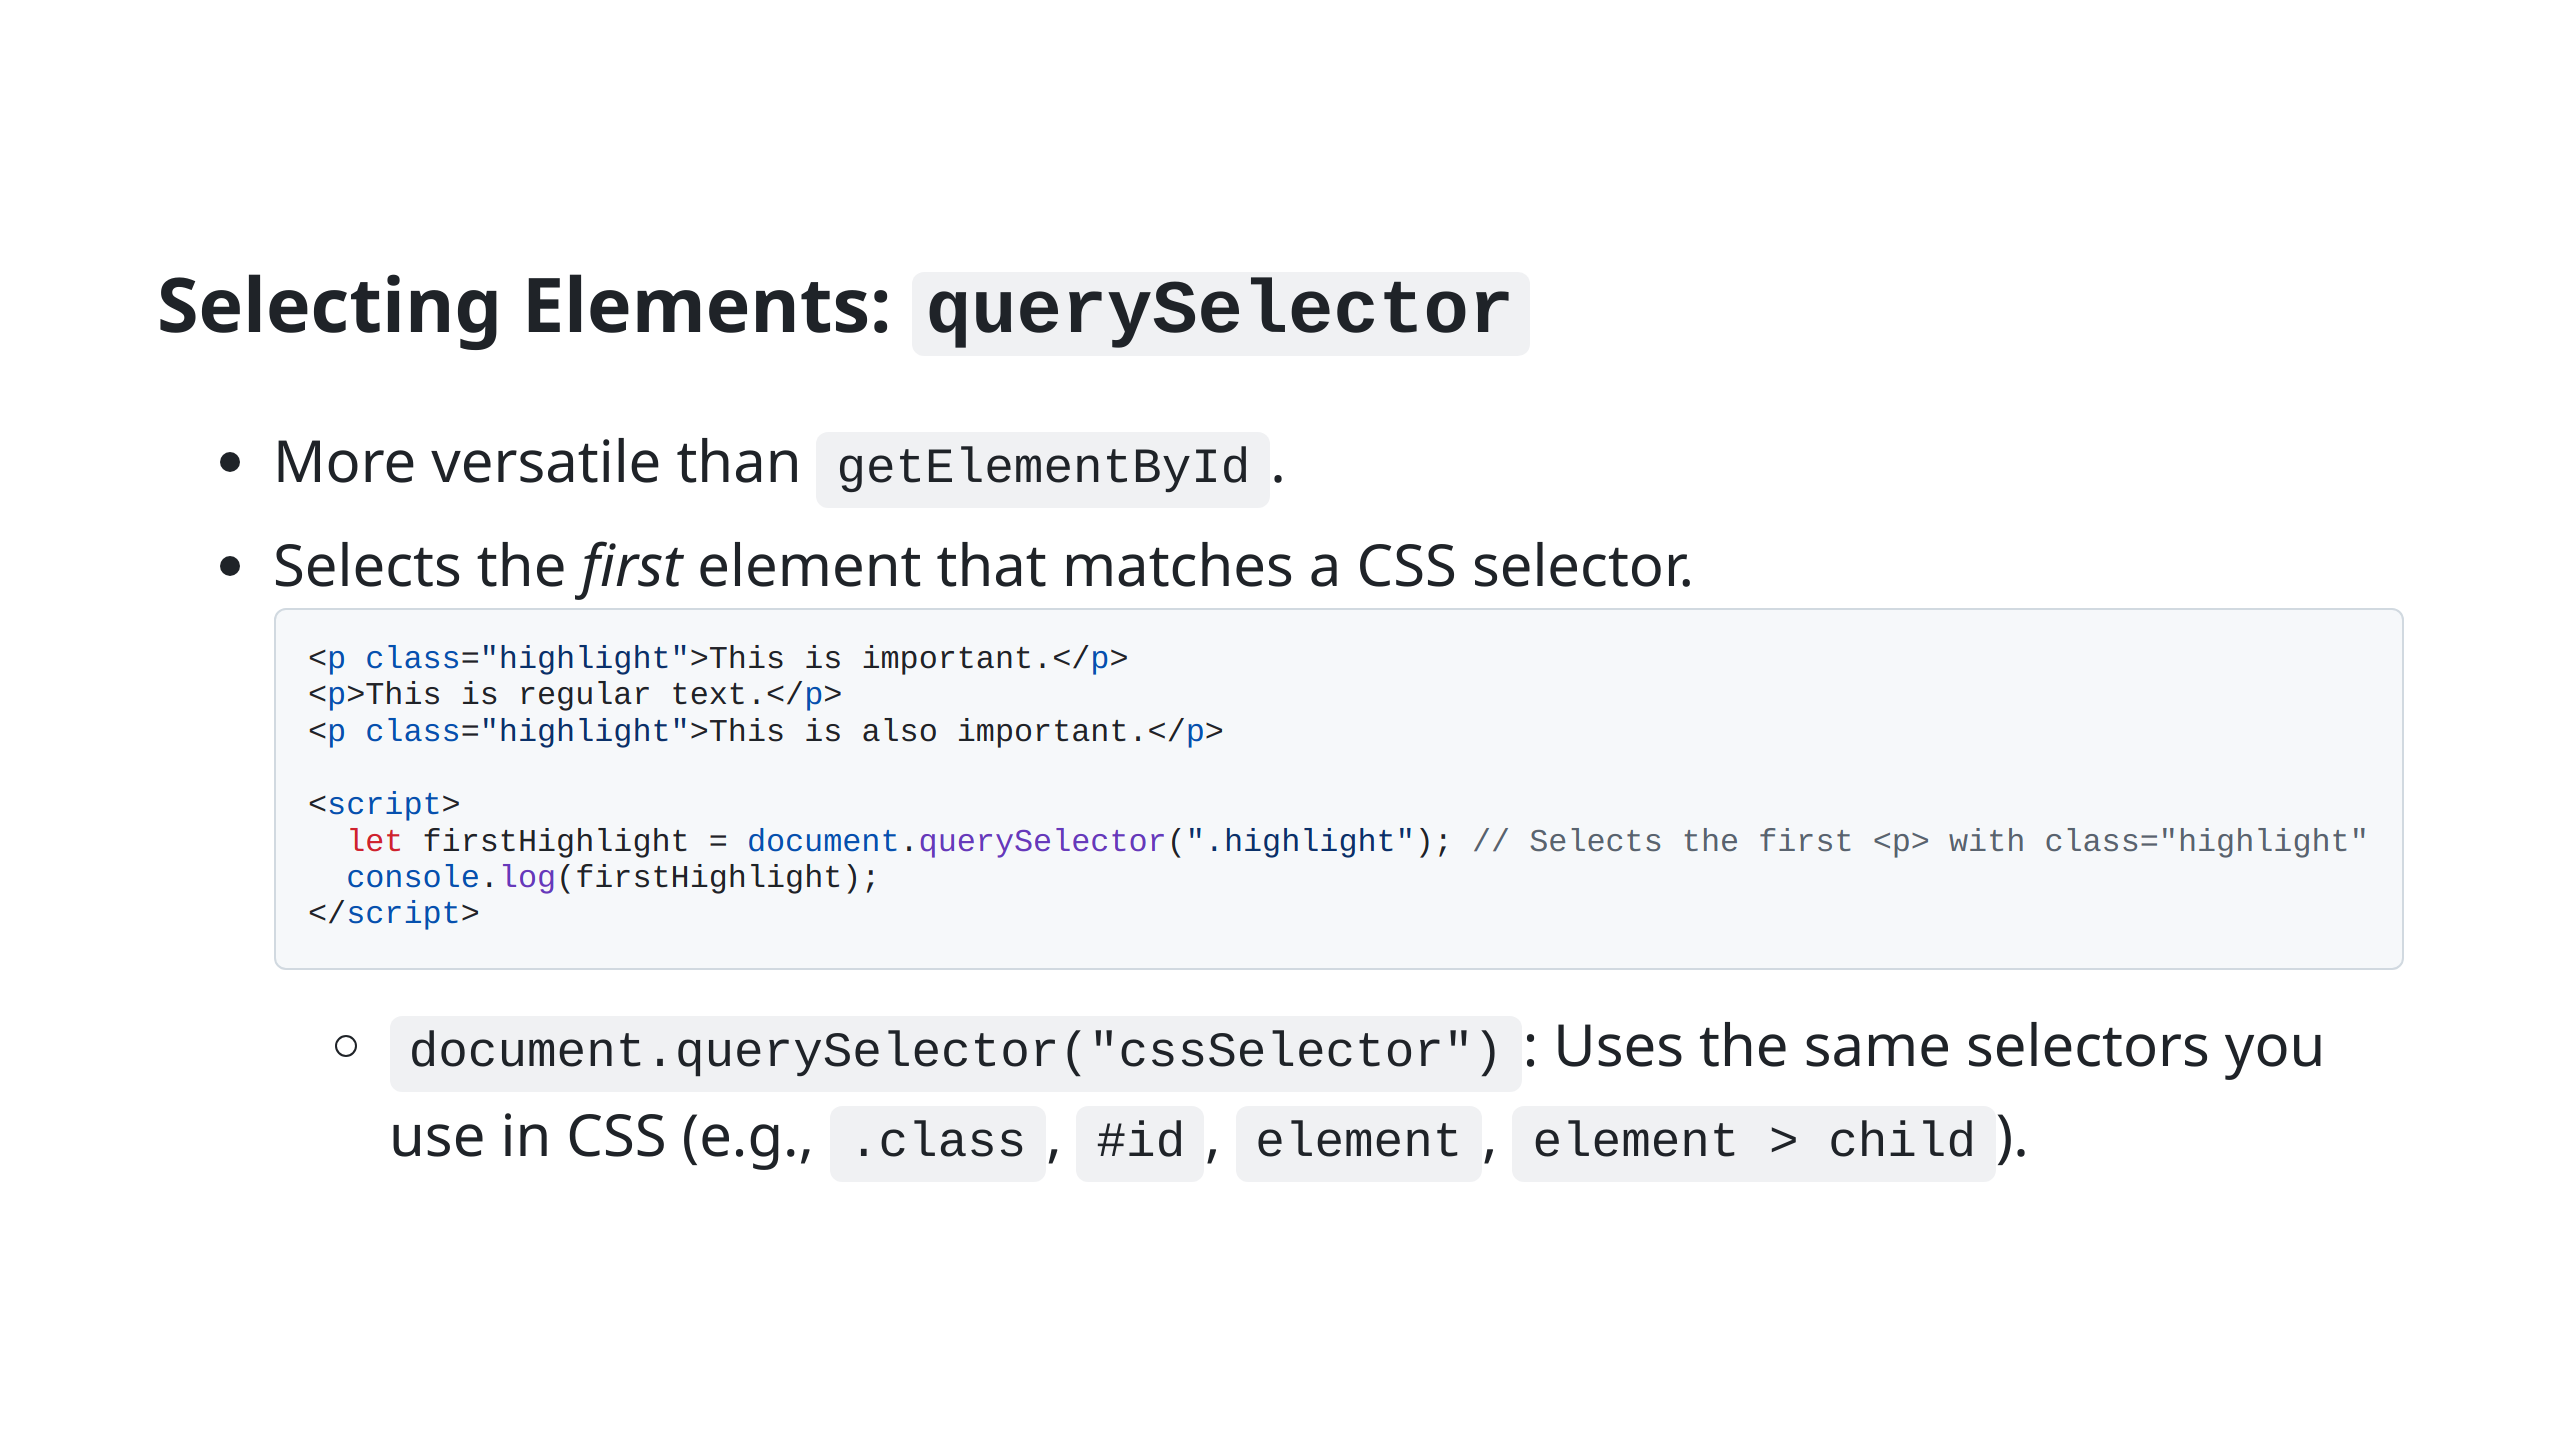 Selecting Elements: querySelector
More versatile than getElementById.
Selects the first element that matches a CSS selector.
<p class="highlight">This is important.</p>
<p>This is regular text.</p>
<p class="highlight">This is also important.</p>
<script>
  let firstHighlight = document.querySelector(".highlight"); // Selects the first <p> with class="highlight"
  console.log(firstHighlight);
</script>
document.querySelector("cssSelector"): Uses the same selectors you
use in CSS (e.g., .class, #id, element, element > child).